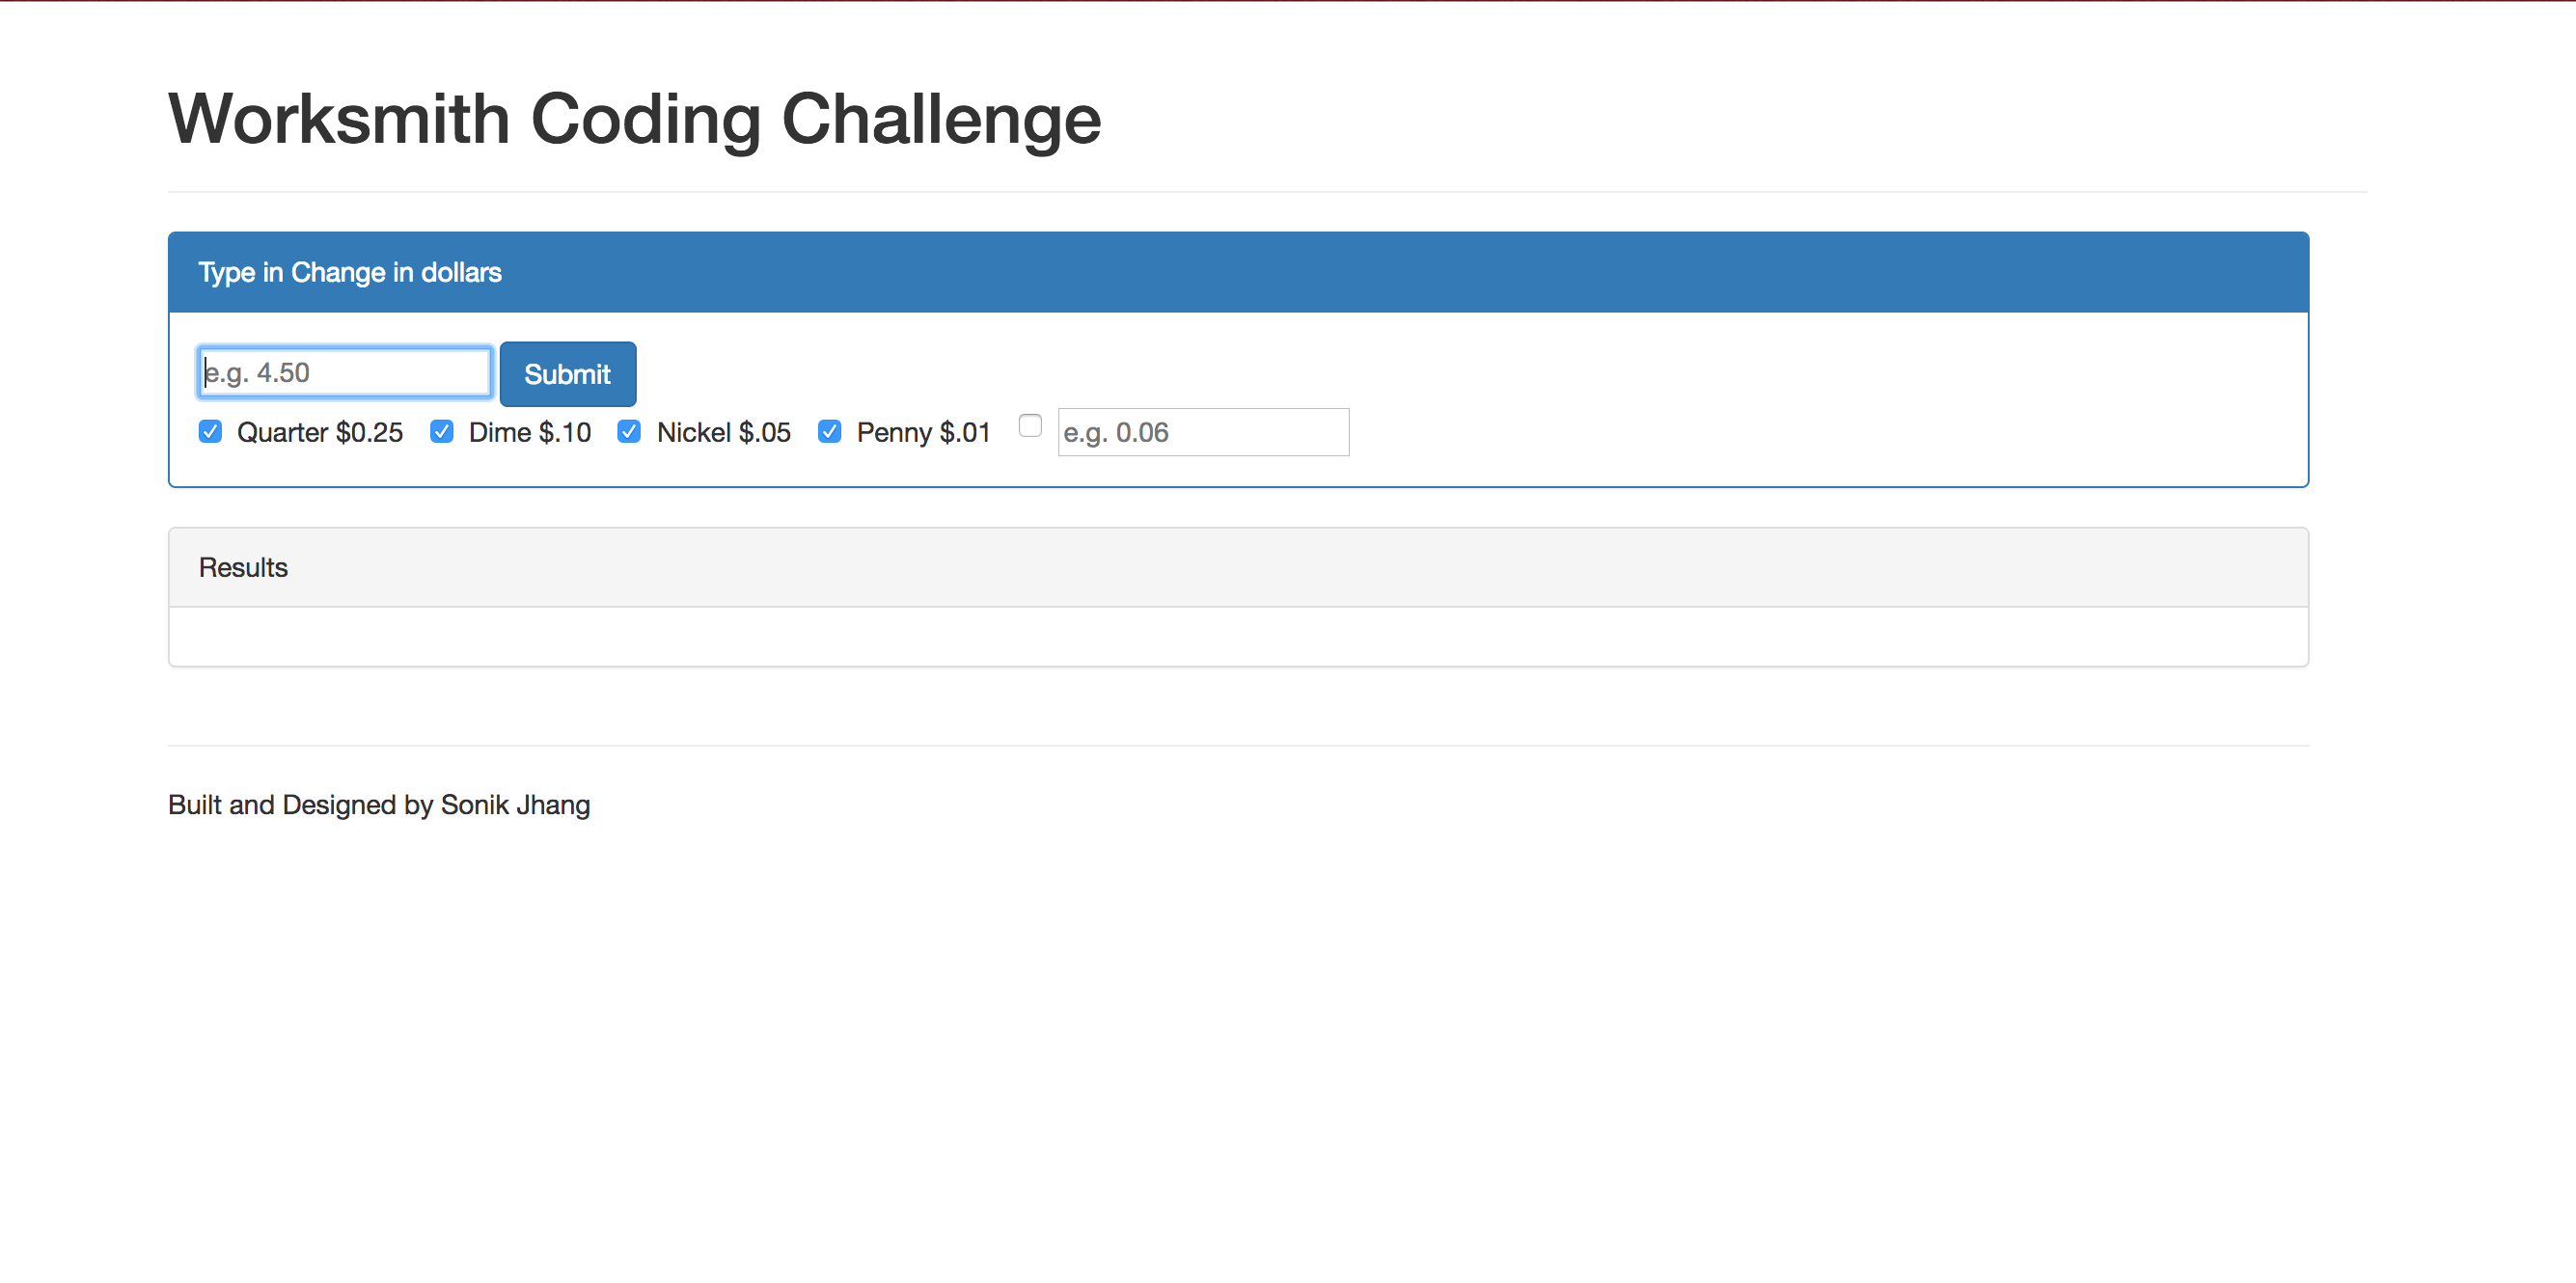 Worksmith Coding Challenge
Type in Change in dollars
e.g. 4.50 Submit
Quarter $0.25 Dime $.10 Nickel $.05 Penny $.01 e.g. 0.06
Results
Built and Designed by Sonik Jhang